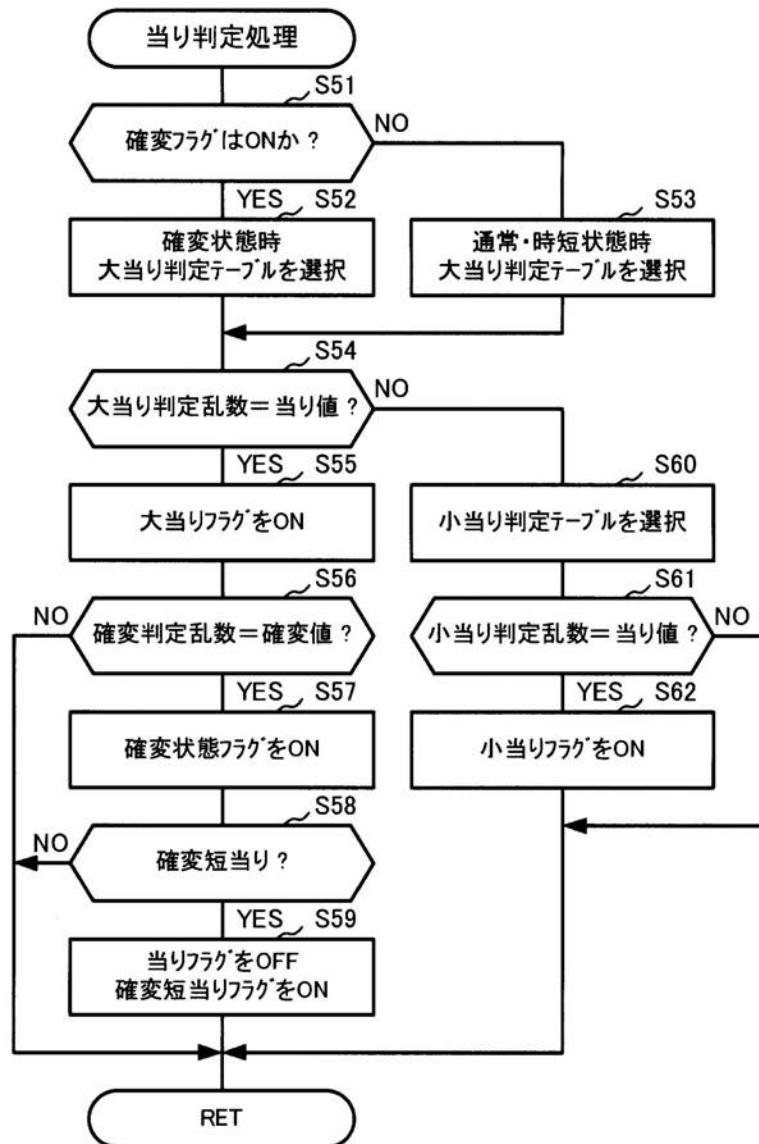 当り判定処理
S51
確変フラグはONか？
NO
YES
S52
S53
確変状態時
大当り判定テーブルを選択
通常・時短状態時
大当り判定テーブルを選択
S54
大当り判定乱数＝当り値？
NO
YES
S55
S60
大当りフラグをON
小当り判定テーブルを選択
S56
S61
NO
確変判定乱数＝確変値？
小当り判定乱数＝当り値？
NO
YES
S57
YES
S62
確変状態フラグをON
小当りフラグをON
S58
NO
確変短当り？
YES
S59
当りフラグをOFF
確変短当りフラグをON
RET